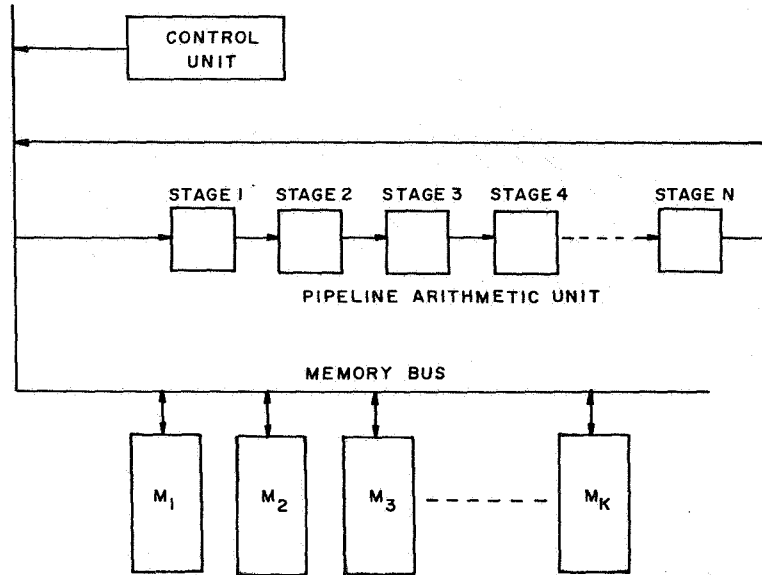 CONTROL
UNIT
STAGE 1 STAGE 2 STAGE 3 STAGE 4 STAGE N
PIPELINE ARITHMETIC UNIT
MEMORY BUS
M1 M2 M3 MK